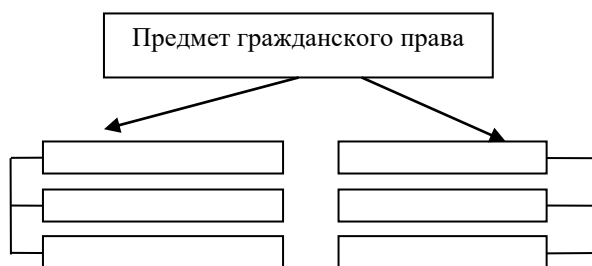 Предмет гражданского права